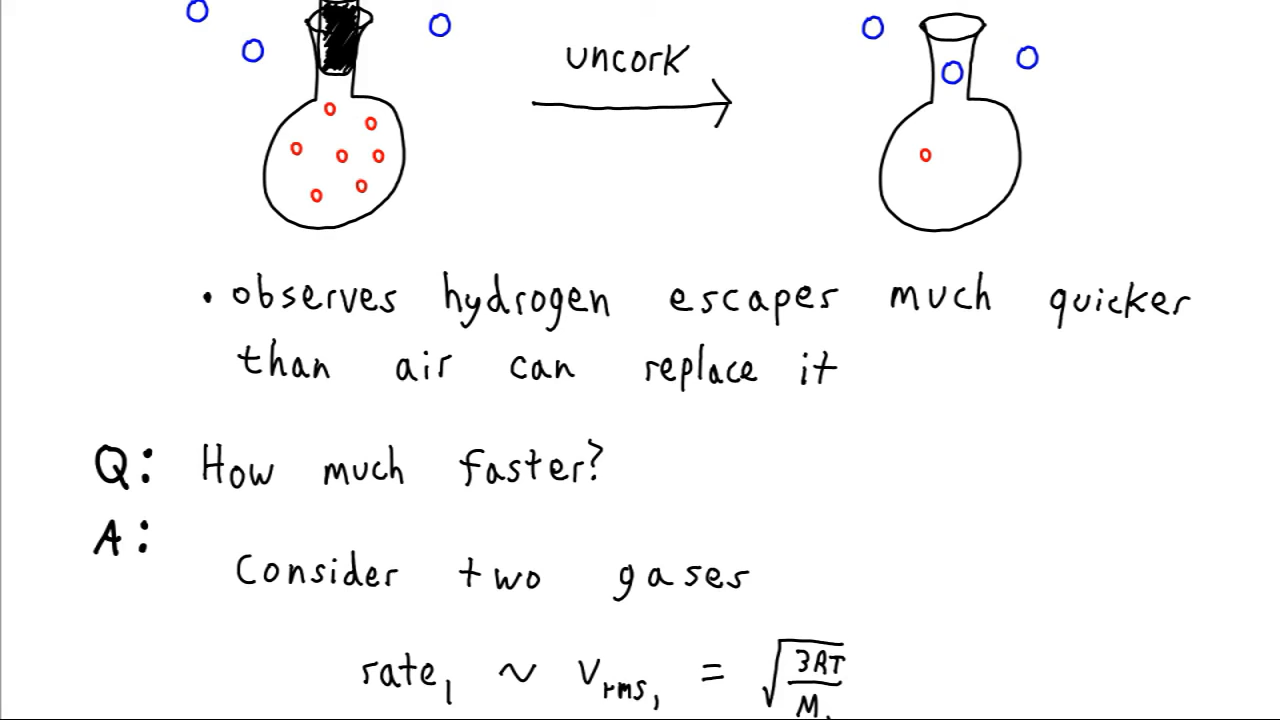 uncork
• observes hydrogen escapes much quicker
than air can replace it
Q: How much faster?
A:
Consider two gases
rate₁ ~ Vrms₁ = √(3RT/M₁)